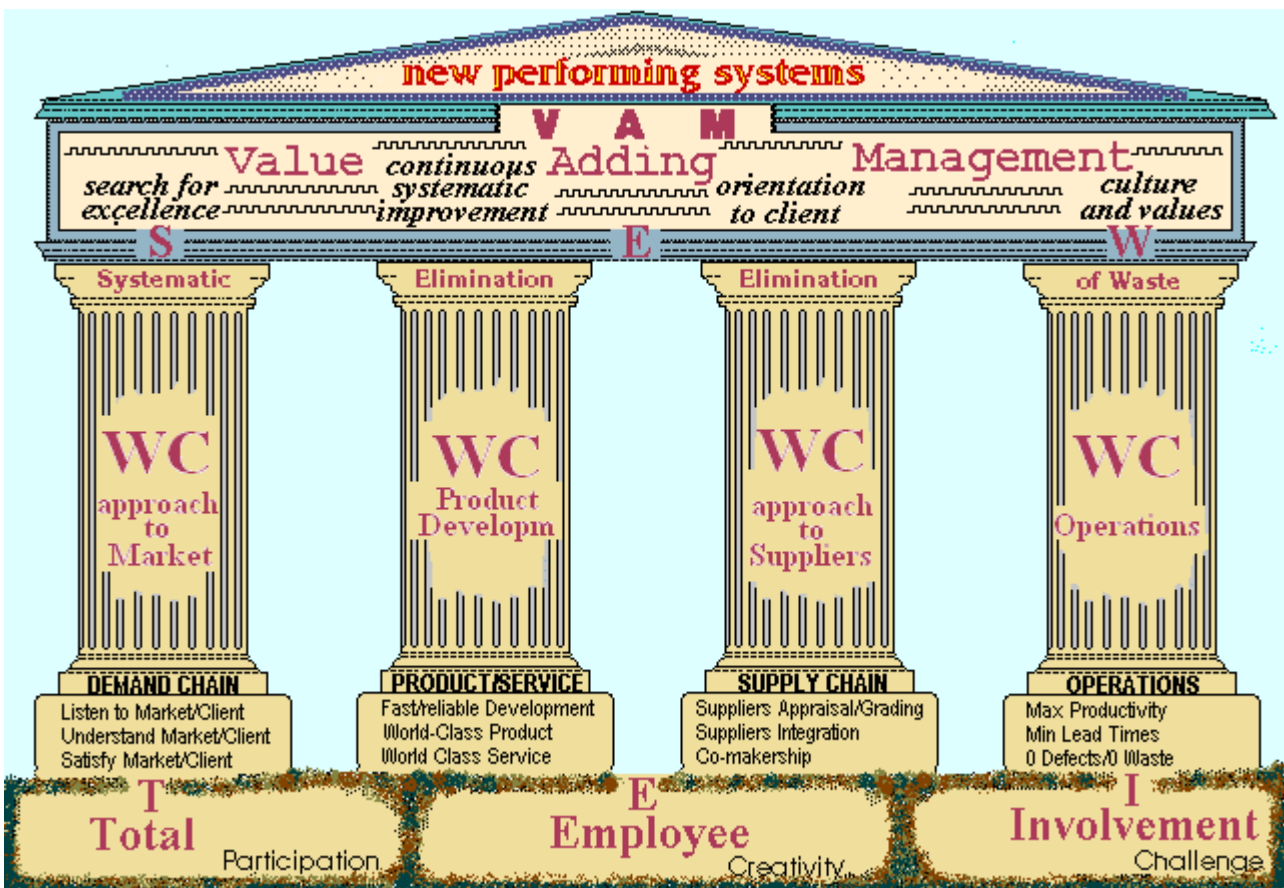 new performing systems
V A M
Value Adding Management
search for
excellence
continuous
systematic
improvement
orientation
to client
culture
and values
S E W
Systematic
Elimination
Elimination
of Waste
WC
approach
to
Market
WC
Product
Developm
WC
approach
to
Suppliers
WC
Operations
DEMAND CHAIN
Listen to Market/Client
Understand Market/Client
Satisfy Market/Client
PRODUCT/SERVICE
Fast/reliable Development
World-Class Product
World Class Service
SUPPLY CHAIN
Suppliers Appraisal/Grading
Suppliers Integration
Co-makership
OPERATIONS
Max Productivity
Min Lead Times
0 Defects/0 Waste
T E I
Total Employee Involvement
Participation Creativity... Challenge